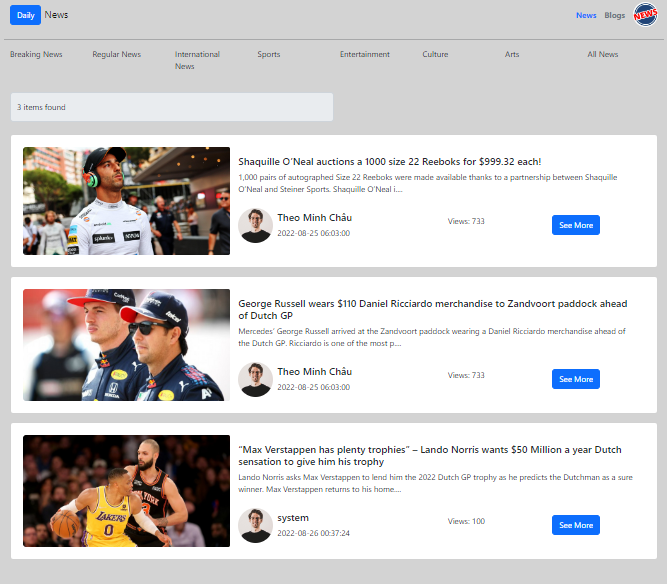 Daily News
News Blogs NEWS
Breaking News Regular News International News Sports Entertainment Culture Arts All News
3 items found
Shaquille O'Neal auctions a 1000 size 22 Reeboks for $999.32 each!
1,000 pairs of autographed Size 22 Reeboks were made available thanks to a partnership between Shaquille
O'Neal and Steiner Sports. Shaquille O'Neal i...
Theo Minh Châu
2022-08-25 06:03:00
Views: 733
See More
George Russell wears $110 Daniel Ricciardo merchandise to Zandvoort paddock ahead
of Dutch GP
Mercedes' George Russell arrived at the Zandvoort paddock wearing a Daniel Ricciardo merchandise ahead of
the Dutch GP. Ricciardo is one of the most p...
Theo Minh Châu
2022-08-25 06:03:00
Views: 733
See More
"Max Verstappen has plenty trophies" – Lando Norris wants $50 Million a year Dutch
sensation to give him his trophy
Lando Norris asks Max Verstappen to lend him the 2022 Dutch GP trophy as he predicts the Dutchman as a sure
winner. Max Verstappen returns to his home....
LAKERS
0
system
2022-08-26 00:37:24
Views: 100
See More